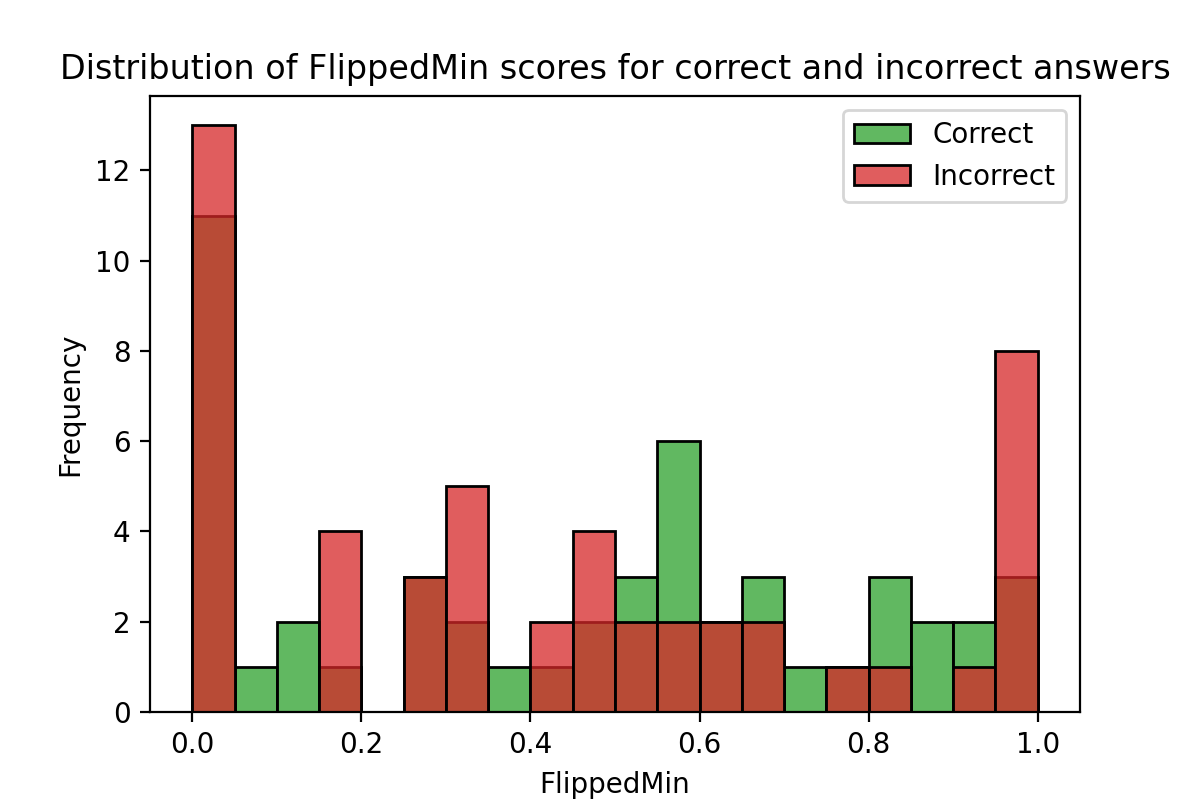 Distribution of FlippedMin scores for correct and incorrect answers
Correct
Incorrect
12
10
8
6
4
2
0
Frequency
0.0 0.2 0.4 0.6 0.8 1.0
FlippedMin